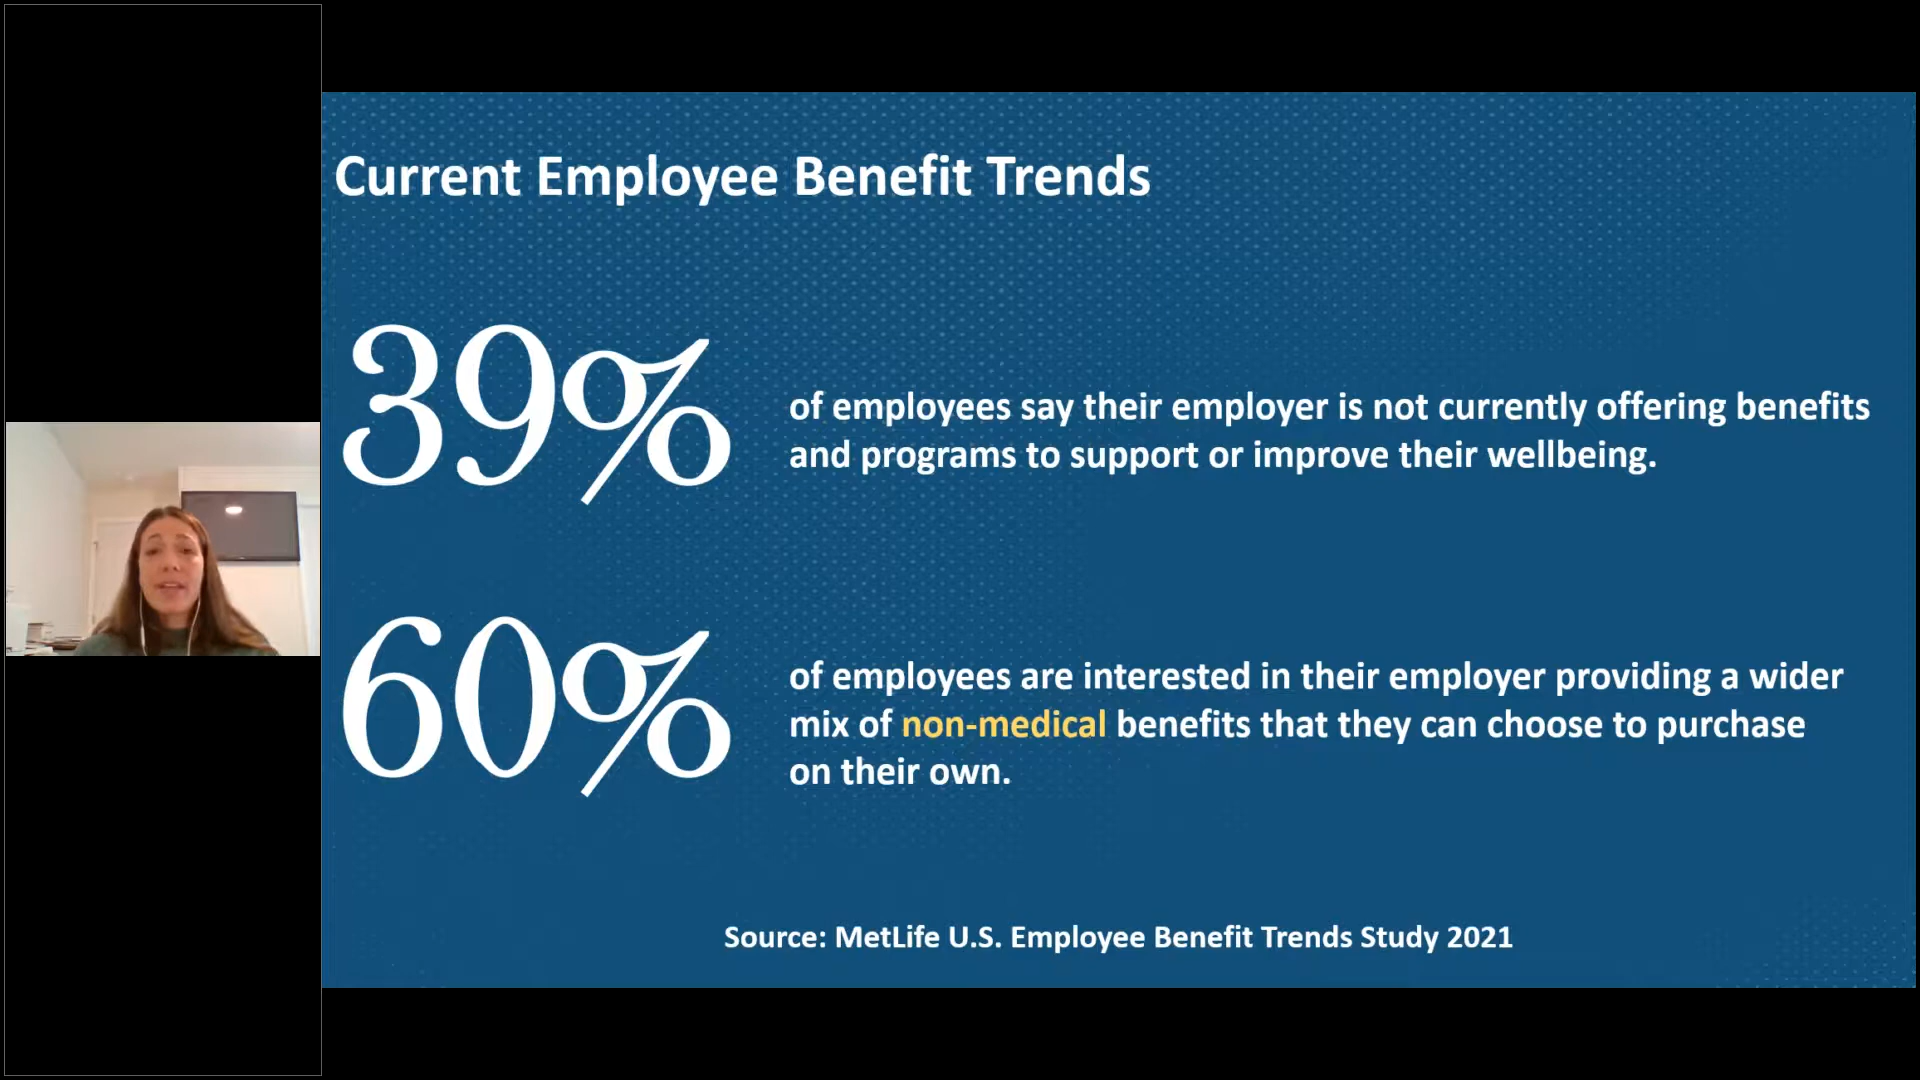 Current Employee Benefit Trends
39%
of employees say their employer is not currently offering benefits
and programs to support or improve their wellbeing.
60%
of employees are interested in their employer providing a wider
mix of non-medical benefits that they can choose to purchase
on their own.
Source: MetLife U.S. Employee Benefit Trends Study 2021